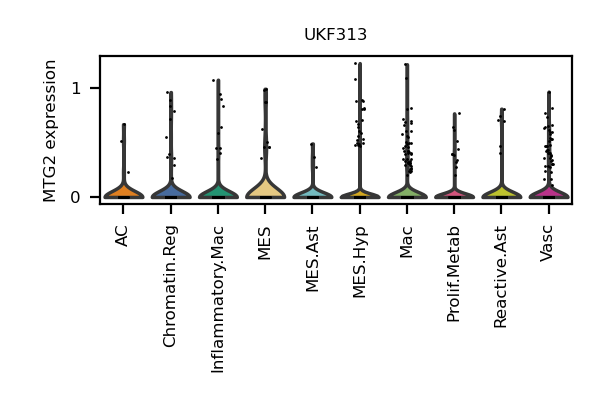 UKF313
MTG2 expression
1
0
AC
Chromatin.Reg
Inflammatory.Mac
MES
MES.Ast
MES.Hyp
Mac
Prolif.Metab
Reactive.Ast
Vasc